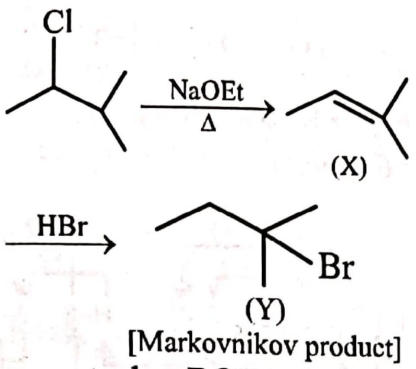 Cl
NaOEt
Δ
(X)
HBr
Br
(Y)
[Markovnikov product]